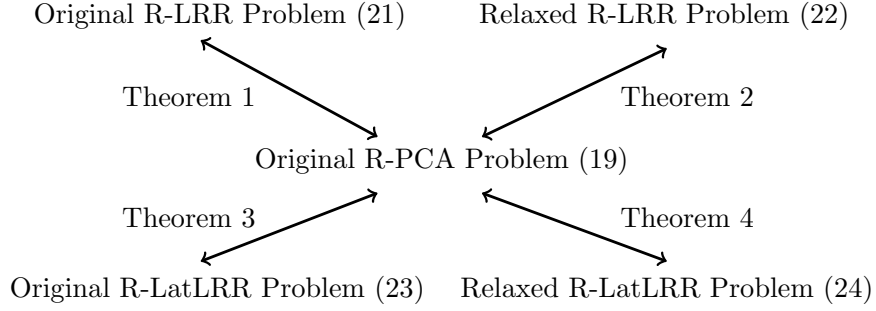 Original R-LRR Problem (21) Relaxed R-LRR Problem (22)
Theorem 1 Theorem 2
Original R-PCA Problem (19)
Theorem 3 Theorem 4
Original R-LatLRR Problem (23) Relaxed R-LatLRR Problem (24)